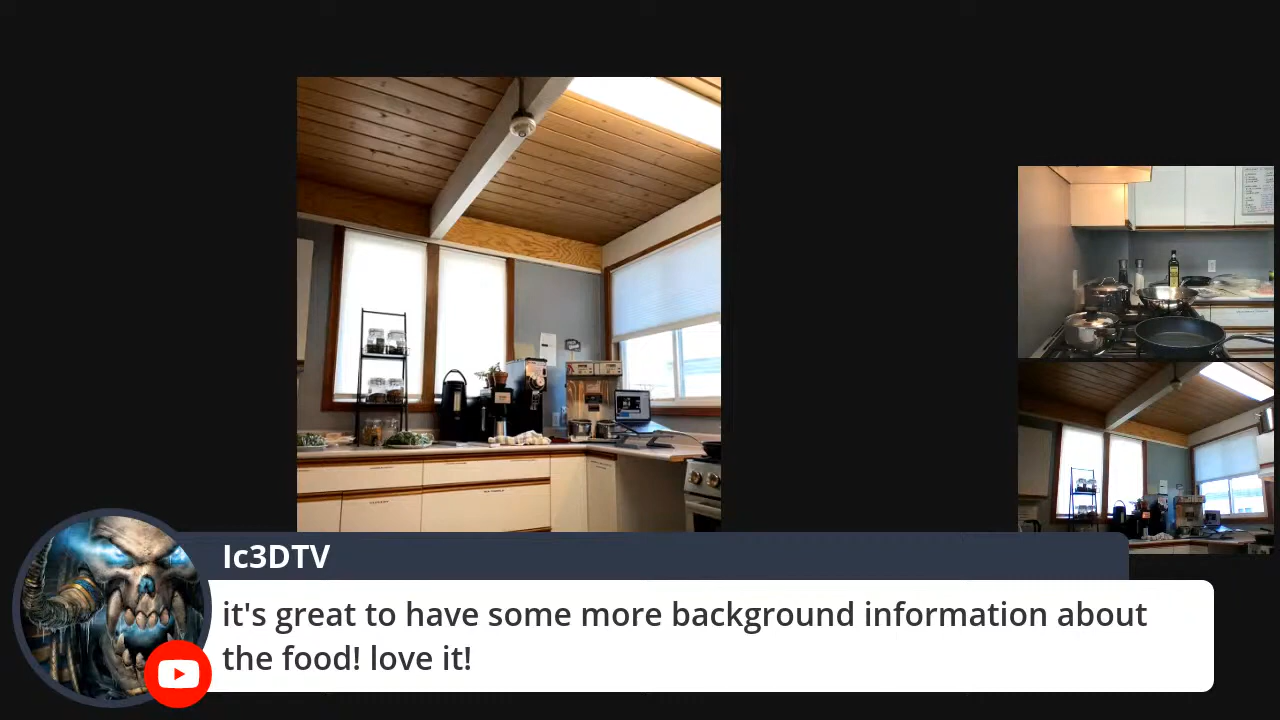 Ic3DTV
it's great to have some more background information about
the food! love it!